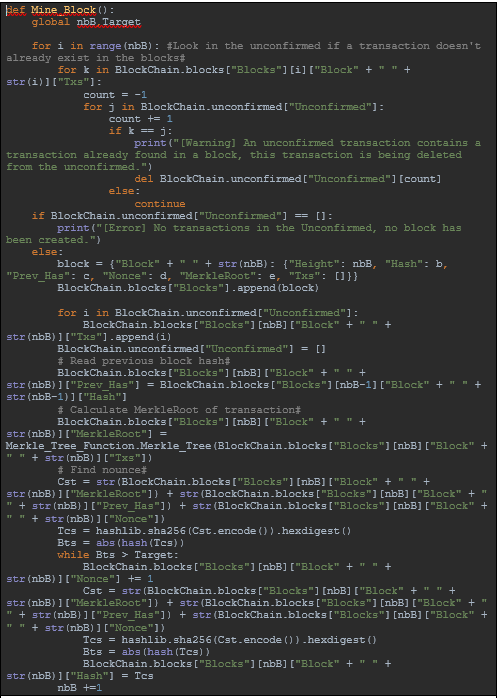 def Mine_Block():
global nbB,Target
for i in range(nbB): #Look in the unconfirmed if a transaction doesn't
already exist in the blocks#
for k in BlockChain.blocks["Blocks"][i]["Block" + " " +
str(i)]["Txs"]:
count = -1
for j in BlockChain.unconfirmed["Unconfirmed"]:
count += 1
if k == j:
print("[Warning] An unconfirmed transaction contains a
transaction already found in a block, this transaction is being deleted
from the unconfirmed.")
del BlockChain.unconfirmed["Unconfirmed"][count]
else:
continue
if BlockChain.unconfirmed["Unconfirmed"] == []:
print("[Error] No transactions in the Unconfirmed, no block has
been created.")
else:
block = {"Block" + " " + str(nbB): {"Height": nbB, "Hash": b,
"Prev_Has": c, "Nonce": d, "MerkleRoot": e, "Txs": []}}
BlockChain.blocks["Blocks"].append(block)
for i in BlockChain.unconfirmed["Unconfirmed"]:
BlockChain.blocks["Blocks"][nbB]["Block" + " " +
str(nbB)]["Txs"].append(i)
BlockChain.unconfirmed["Unconfirmed"] = []
# Read previous block hash#
BlockChain.blocks["Blocks"][nbB]["Block" + " " +
str(nbB)]["Prev_Has"] = BlockChain.blocks["Blocks"][nbB-1]["Block" + " " +
str(nbB-1)]["Hash"]
# Calculate MerkleRoot of transaction#
BlockChain.blocks["Blocks"][nbB]["Block" + " " +
str(nbB)]["MerkleRoot"] =
Merkle_Tree_Function.Merkle_Tree(BlockChain.blocks["Blocks"][nbB]["Block" +
" " + str(nbB)]["Txs"])
# Find nounce#
Cst = str(BlockChain.blocks["Blocks"][nbB]["Block" + " " +
str(nbB)]["MerkleRoot"]) + str(BlockChain.blocks["Blocks"][nbB]["Block" + "
" + str(nbB)]["Prev_Has"]) + str(BlockChain.blocks["Blocks"][nbB]["Block" +
" " + str(nbB)]["Nonce"])
Tcs = hashlib.sha256(Cst.encode()).hexdigest()
Bts = abs(hash(Tcs))
while Bts > Target:
BlockChain.blocks["Blocks"][nbB]["Block" + " " +
str(nbB)]["Nonce"] += 1
Cst = str(BlockChain.blocks["Blocks"][nbB]["Block" + " " +
str(nbB)]["MerkleRoot"]) + str(BlockChain.blocks["Blocks"][nbB]["Block" + "
" + str(nbB)]["Prev_Has"]) + str(BlockChain.blocks["Blocks"][nbB]["Block" +
" " + str(nbB)]["Nonce"])
Tcs = hashlib.sha256(Cst.encode()).hexdigest()
Bts = abs(hash(Tcs))
BlockChain.blocks["Blocks"][nbB]["Block" + " " +
str(nbB)]["Hash"] = Tcs
nbB +=1